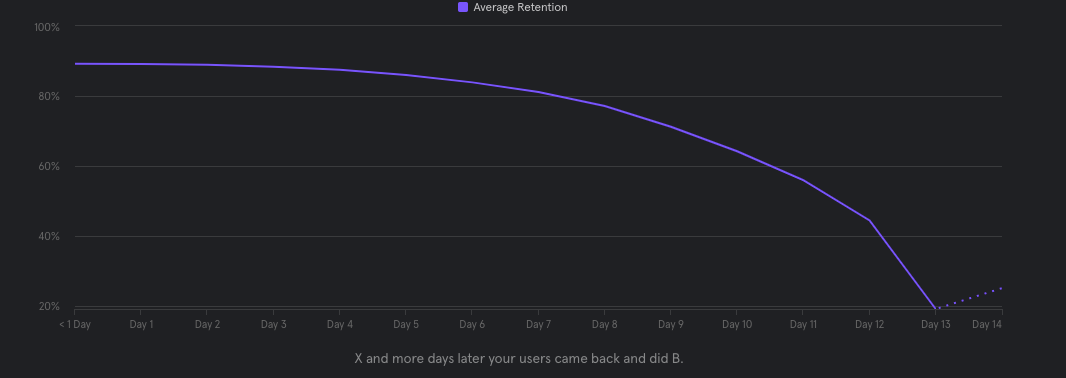 Average Retention
100%
80%
60%
40%
20%
< 1 Day Day 1 Day 2 Day 3 Day 4 Day 5 Day 6 Day 7 Day 8 Day 9 Day 10 Day 11 Day 12 Day 13 Day 14
X and more days later your users came back and did B.